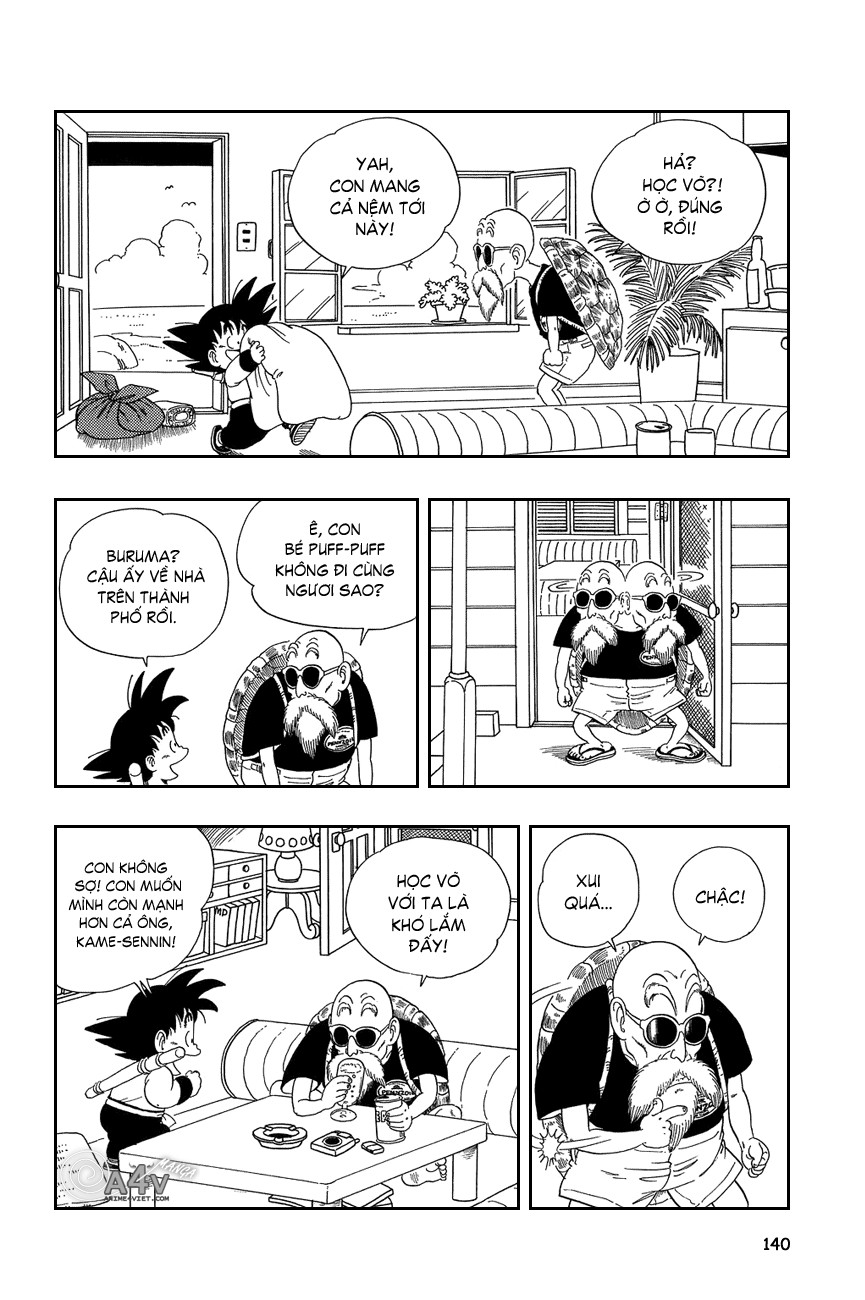 HẢ?
HỌC VÕ?!
Ờ Ờ, ĐÚNG
RỒI!
YAH,
CON MANG
CẢ NỆM TỚI
NÀY!
Ê, CON
BÉ PUFF-PUFF
KHÔNG ĐI CÙNG
NGƯƠI SAO?
BURUMA?
CẬU ẤY VỀ NHÀ
TRÊN THÀNH
PHỐ RỒI.
CHẬC!
XUI
QUÁ...
HỌC VÕ
VỚI TA LÀ
KHÓ LẮM
ĐẤY!
CON KHÔNG
SỢ! CON MUỐN
MÌNH CÒN MẠNH
HƠN CẢ ÔNG,
KAME-SENNIN!
MD
Manga
A4V
ANIME4VIET.COM
140